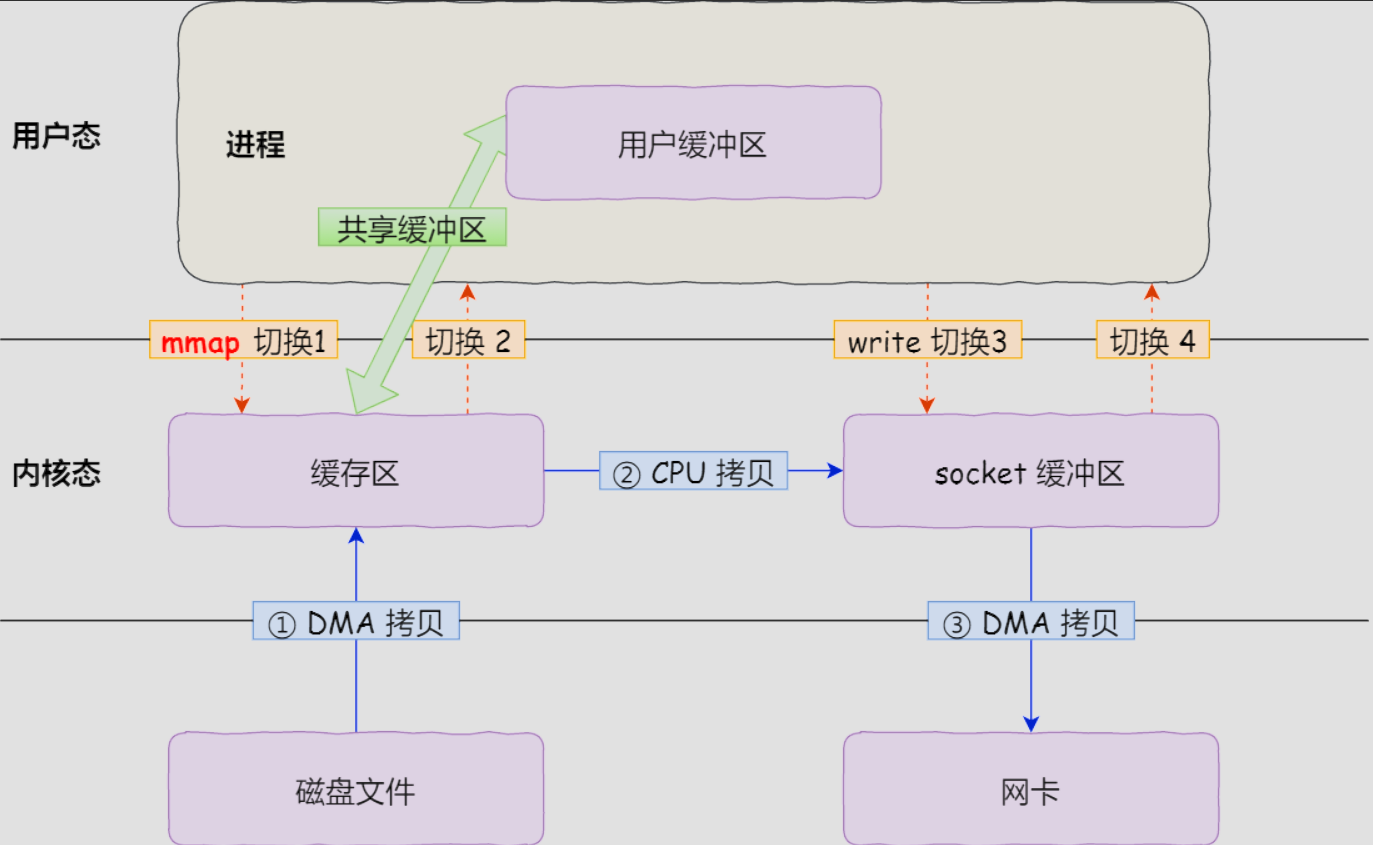 用户态
进程
用户缓冲区
共享缓冲区
mmap 切换1
切换 2
write 切换3
切换 4
内核态
缓存区
② CPU 拷贝
socket 缓冲区
① DMA 拷贝
③ DMA 拷贝
磁盘文件
网卡